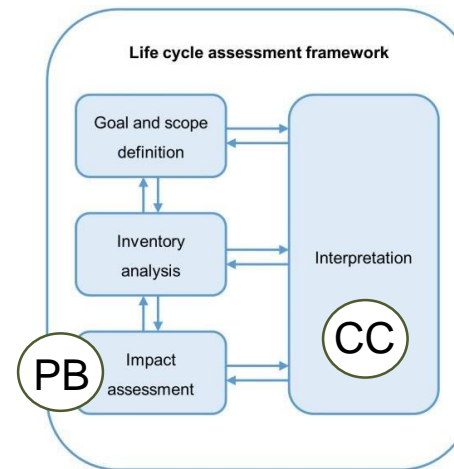 Life cycle assessment framework
Goal and scope
definition
Inventory
analysis
Interpretation
Impact
assessment
PB
CC